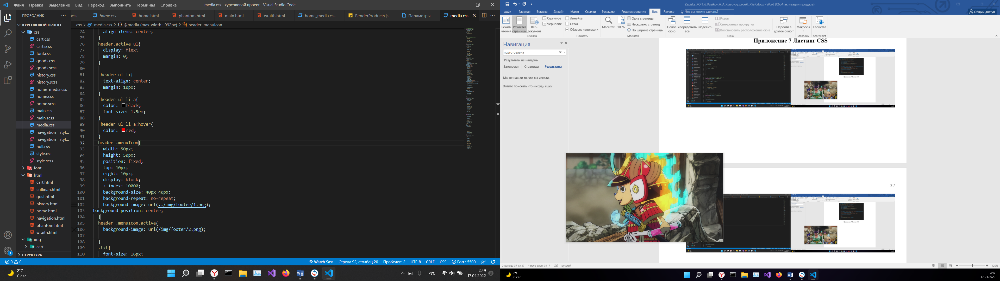 Файл Правка Выделение Вид Переход Выполнить Терминал Справка
media.css - курсововой проект - Visual Studio Code
ПРОВОДНИК
scss home.css home.html phantom.html main.html wraith.html home_media.css RenderProducts.js Параметры media.css
КУРСОВОВОЙ ПРОЕКТ
css > media.css > {} @media (max-width : 992px) > header .menuIcon
css
cart.css
cart.scss
font.css
goods.css
goods.scss
history.css
history.scss
home_media.css
home.css
home.scss
main.css
main.scss
media.css
navigation__styl...
navigation__styl...
null.css
style.css
style.scss
font
html
cart.html
cullinan.html
gost.html
history.html
home.html
navigation.html
phantom.html
wraith.html
img
cart
СТРУКТУРА
74 align-items: center;
75 }
76 header.active ul{
77 display: flex;
78 margin: 0;
79 }
80
81 header ul li{
82 text-align: center;
83 margin: 10px;
84 }
85 header ul li a{
86 color: black;
87 font-size: 1.5em;
88 }
89 header ul li a:hover{
90 color: red;
91 }
92 header .menuIcon{
93 width: 50px;
94 height: 50px;
95 position: fixed;
96 top: 10px;
97 right: 10px;
98 display: block;
99 z-index: 10000;
100 background-size: 40px 40px;
101 background-repeat: no-repeat;
102 background-image: url(../img/footer/1.png);
103 background-position: center;
104 }
105 header .menuIcon.active{
106 background-image: url(/img/footer/2.png);
107
108 }
109 .txt{
110 font-size: 16px;
0 0 Watch Sass Строка 92, столбец 20 Пробелов: 2 UTF-8 CRLF CSS Port : 5500
2°C
Clear
РУС
2:49
17.04.2022
3
Zapiska_POIT_6_Puzikov_A_A_Kursovoy_proekt_KYaR.docx - Word (Сбой активации продукта)
Файл Главная Вставка Дизайн Макет Ссылки Рассылки Рецензирование Вид Reverso Что вы хотите сделать? Общий доступ
Режим чтения
Разметка страницы
Веб-документ
Структура
Черновик
Режимы
Линейка
Сетка
Область навигации
Показать
Масштаб
100%
Одна страница
Несколько страниц
По ширине страницы
Масштаб
Новое окно
Упорядочить все
Разделить
Рядом
Синхронная прокрутка
Восстановить расположение окна
Окно
Перейти в другое окно
Макросы
Макросы
Свойства
SharePoint
Навигация
подготовлена
Результаты не найдены
Заголовки Страницы Результаты
Мы не нашли то, что вы искали.
Хотите поискать что-нибудь еще?
Приложение 7 Листинг CSS
37
Страница 37 из 37 Число слов: 3417 русский
120%
2°C
Clear
2:49
17.04.2022